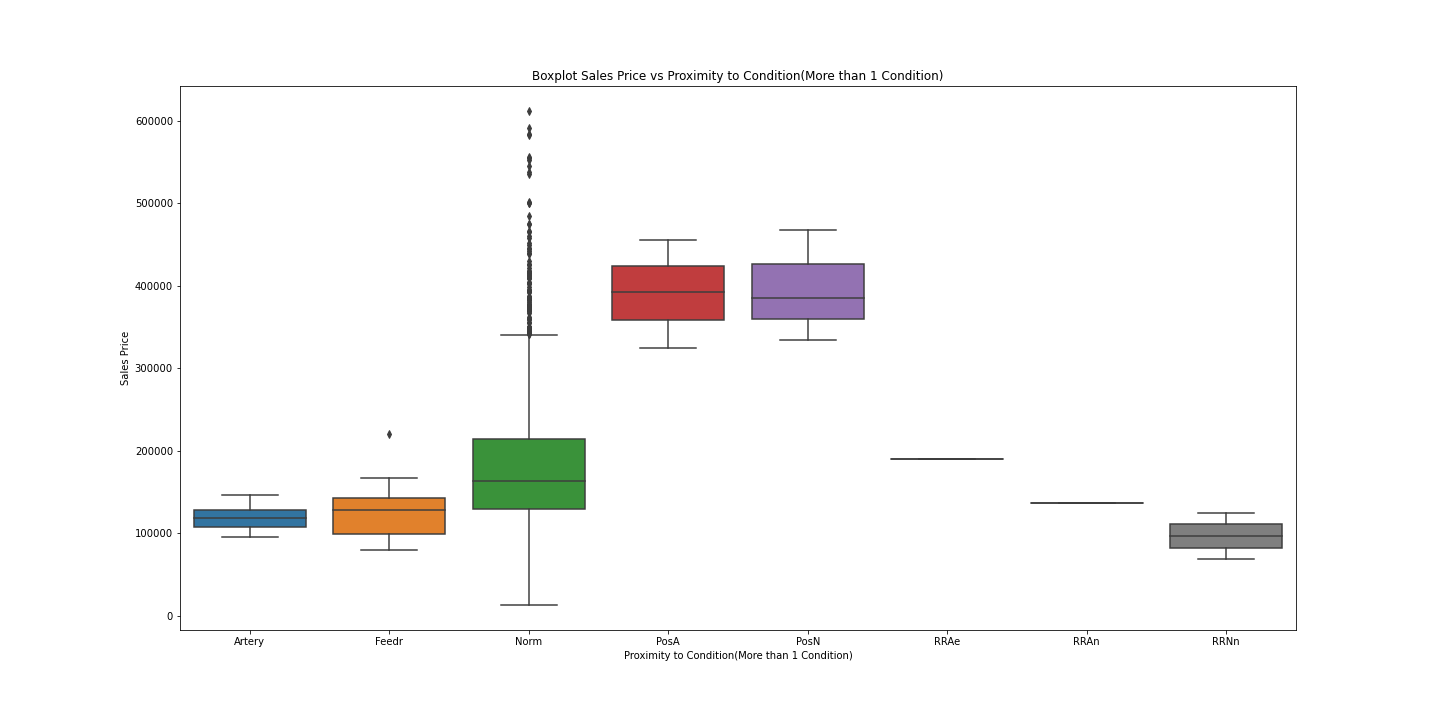 Boxplot Sales Price vs Proximity to Condition(More than 1 Condition)
600000
500000
400000
300000
200000
100000
0
Sales Price
Artery Feedr Norm PosA PosN RRAe RRAn RRNn
Proximity to Condition(More than 1 Condition)